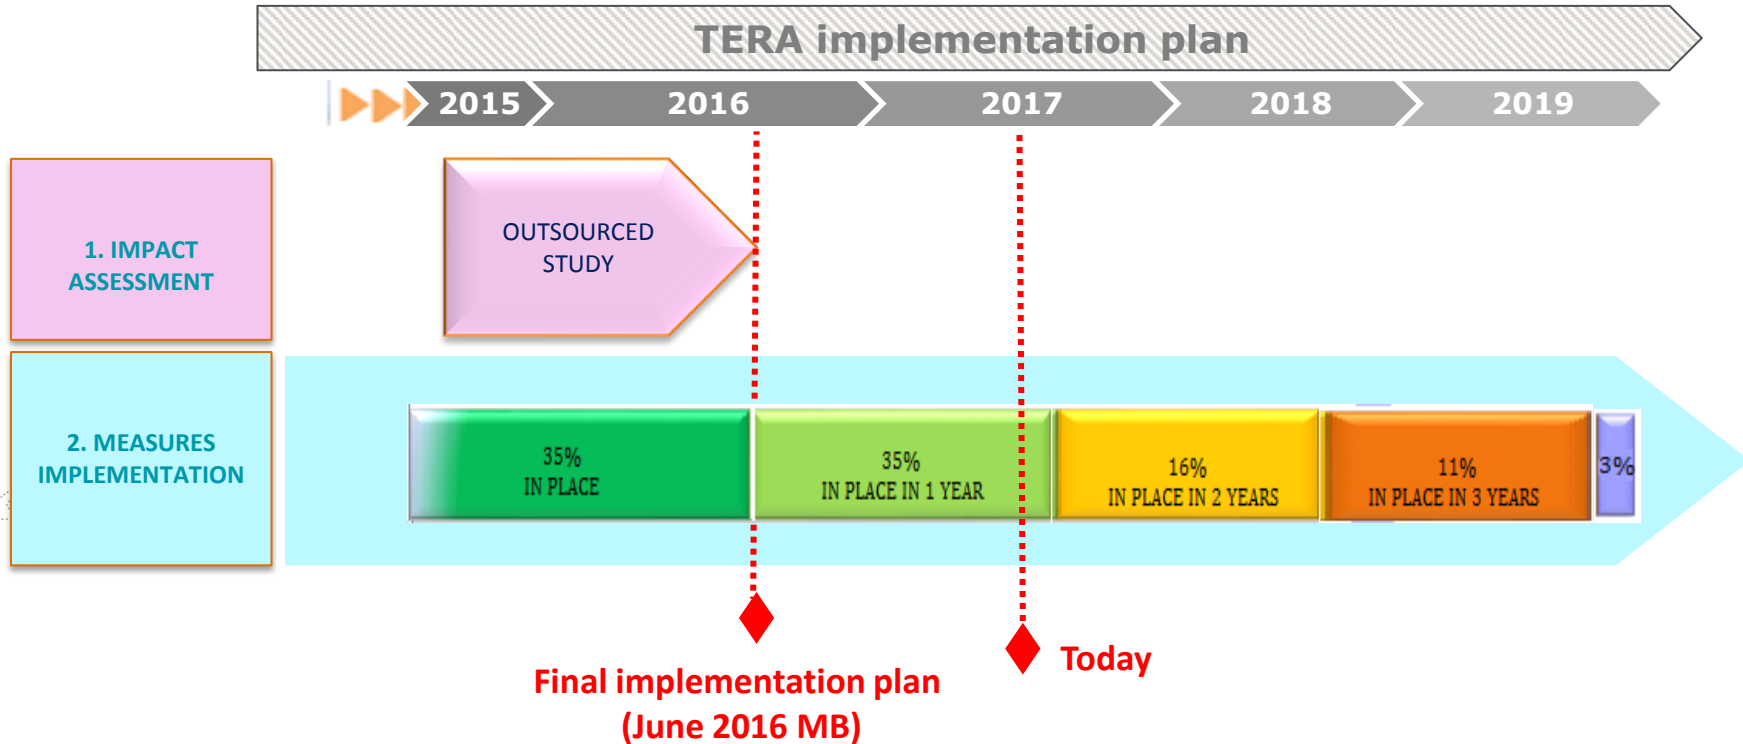 TERA implementation plan
2015 2016 2017 2018 2019
1. IMPACT
ASSESSMENT
OUTSOURCED
STUDY
2. MEASURES
IMPLEMENTATION
35%
IN PLACE
35%
IN PLACE IN 1 YEAR
16%
IN PLACE IN 2 YEARS
11%
IN PLACE IN 3 YEARS
3%
Final implementation plan
(June 2016 MB)
Today